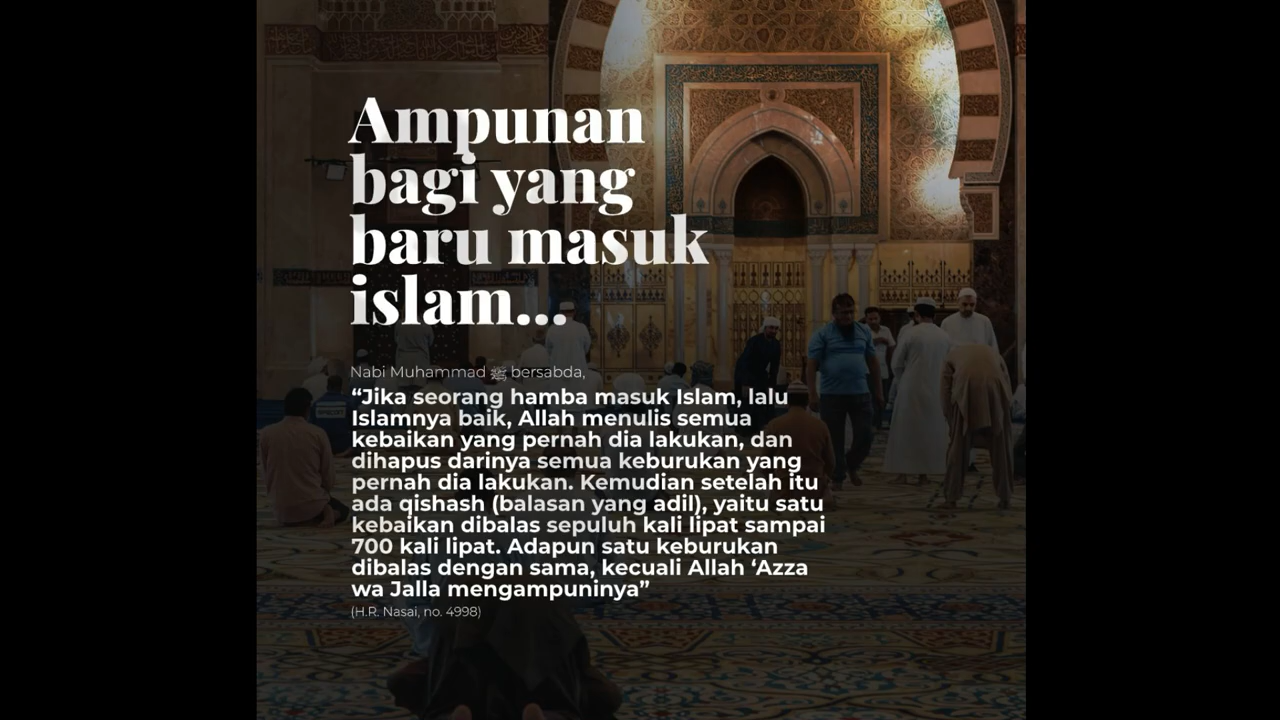 Ampunan
bagi yang
baru masuk
islam...
Nabi Muhammad ﷺ bersabda,
“Jika seorang hamba masuk Islam, lalu
Islamnya baik, Allah menulis semua
kebaikan yang pernah dia lakukan, dan
dihapus darinya semua keburukan yang
pernah dia lakukan. Kemudian setelah itu
ada qishash (balasan yang adil), yaitu satu
kebaikan dibalas sepuluh kali lipat sampai
700 kali lipat. Adapun satu keburukan
dibalas dengan sama, kecuali Allah ‘Azza
wa Jalla mengampuninya”
(H.R. Nasai, no. 4998)